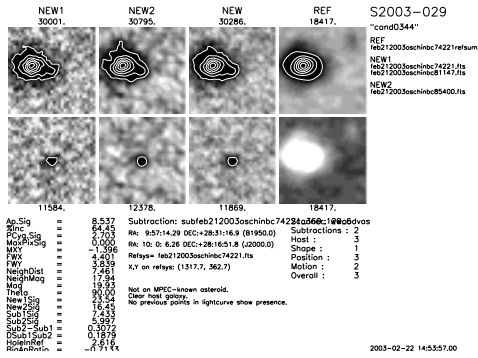 NEW1 NEW2 NEW REF
30001. 30795. 30286. 18417.
S2003-029
"cand0344"
REF
feb212003oschinbc74221refsum
NEW1
feb212003oschinbc74221.fts
feb212003oschinbc81147.fts
NEW2
feb212003oschinbc85400.fts
11584. 12378. 11869. 18417.
Ap.Sig = 8.537
%Inc = 64.45
PCyg.Sig = 2.703
MaxPixSig = 0.000
MXY = -1.396
FWX = 4.401
FWY = 3.839
NeighDist = 7.461
NeighMag = 17.94
Mag = 19.93
Theta = 90.00
New1Sig = 23.54
New2Sig = 16.45
Sub1Sig = 7.433
Sub2Sig = 5.997
Sub2-Sub1 = 0.3072
DSub1Sub2 = 0.1879
HoleInRef = 2.616
BigApRatio = -0.7133
Subtraction:
RA: 9:57:14.29 DEC:+28:31:16.9 (B1950.0)
RA: 10: 0: 6.26 DEC:+28:16:51.8 (J2000.0)
Refsys= feb212003oschinbc74221.fts
X,Y on refsys: (1317.7, 362.7)
Not an MPEC-known asteroid.
Clear host galaxy.
No previous points in lightcurve show presence.
Subtractions : 2
Host : 3
Shape : 1
Position : 3
Motion : 2
Overall : 3
2003-02-22 14:53:57.00